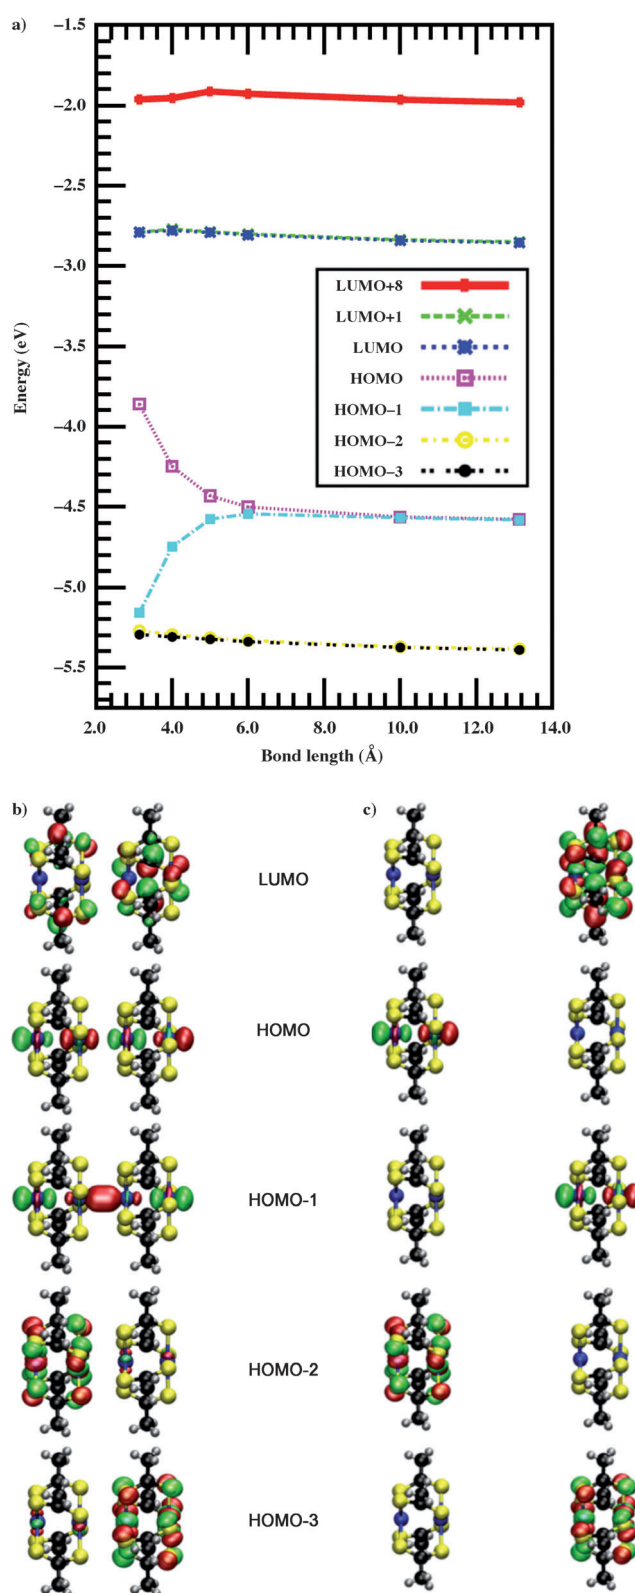 a)
−1.5
−2.0
−2.5
−3.0
−3.5
−4.0
−4.5
−5.0
−5.5
Energy (eV)
LUMO+8
LUMO+1
LUMO
HOMO
HOMO−1
HOMO−2
HOMO−3
2.0 4.0 6.0 8.0 10.0 12.0 14.0
Bond length (Å)
b) c)
LUMO
HOMO
HOMO-1
HOMO-2
HOMO-3